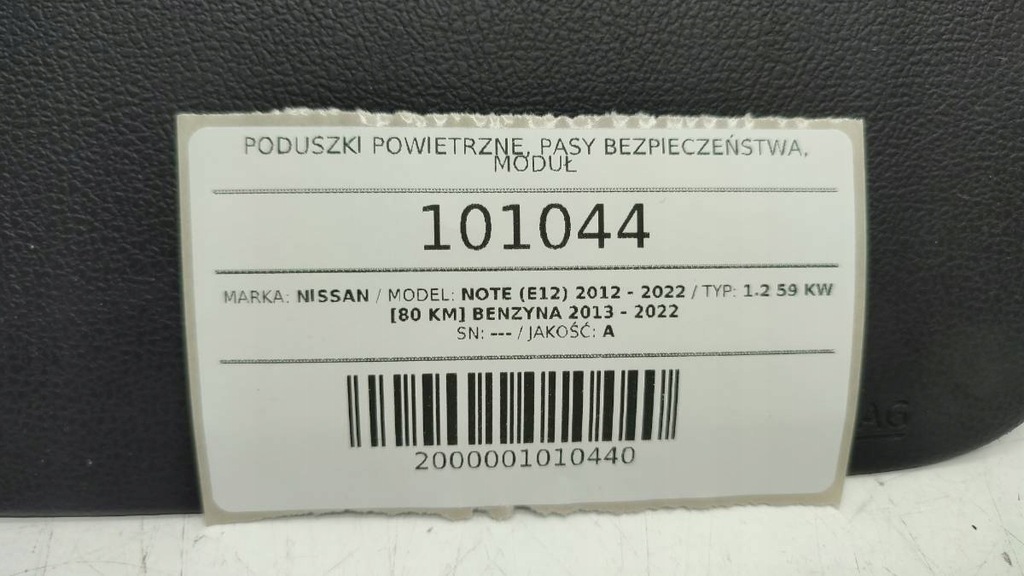 PODUSZKI POWIETRZNE, PASY BEZPIECZEŃSTWA,
MODUŁ
101044
MARKA: NISSAN / MODEL: NOTE (E12) 2012 - 2022 / TYP: 1.2 59 KW
[80 KM] BENZYNA 2013 - 2022
SN: --- / JAKOŚĆ: A
2000001010440